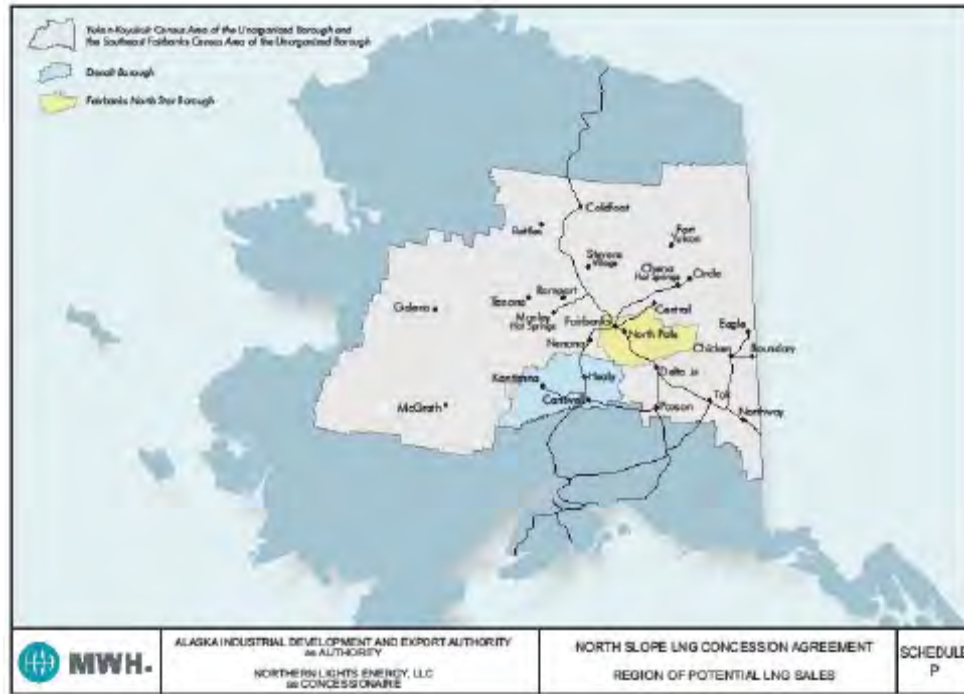 Yukon-Koyukuk Census Area of the Unorganized Borough and
the Southeast Fairbanks Census Area of the Unorganized Borough
Denali Borough
Fairbanks North Star Borough
Coldfoot
Bettles
Fort
Yukon
Stevens
Village
Chena
Hot Springs
Circle
Galena
Tanana
Rampart
Manley
Hot Springs
Central
Fairbanks
North Pole
Eagle
Nenana
Chicken
Boundary
Delta Jn
Kantishna
Healy
Cantwell
Tok
McGrath
Paxson
Northway
MWH.
ALASKA INDUSTRIAL DEVELOPMENT AND EXPORT AUTHORITY
as AUTHORITY
NORTHERN LIGHTS ENERGY, LLC
as CONCESSIONAIRE
NORTH SLOPE LNG CONCESSION AGREEMENT
REGION OF POTENTIAL LNG SALES
SCHEDULE
P